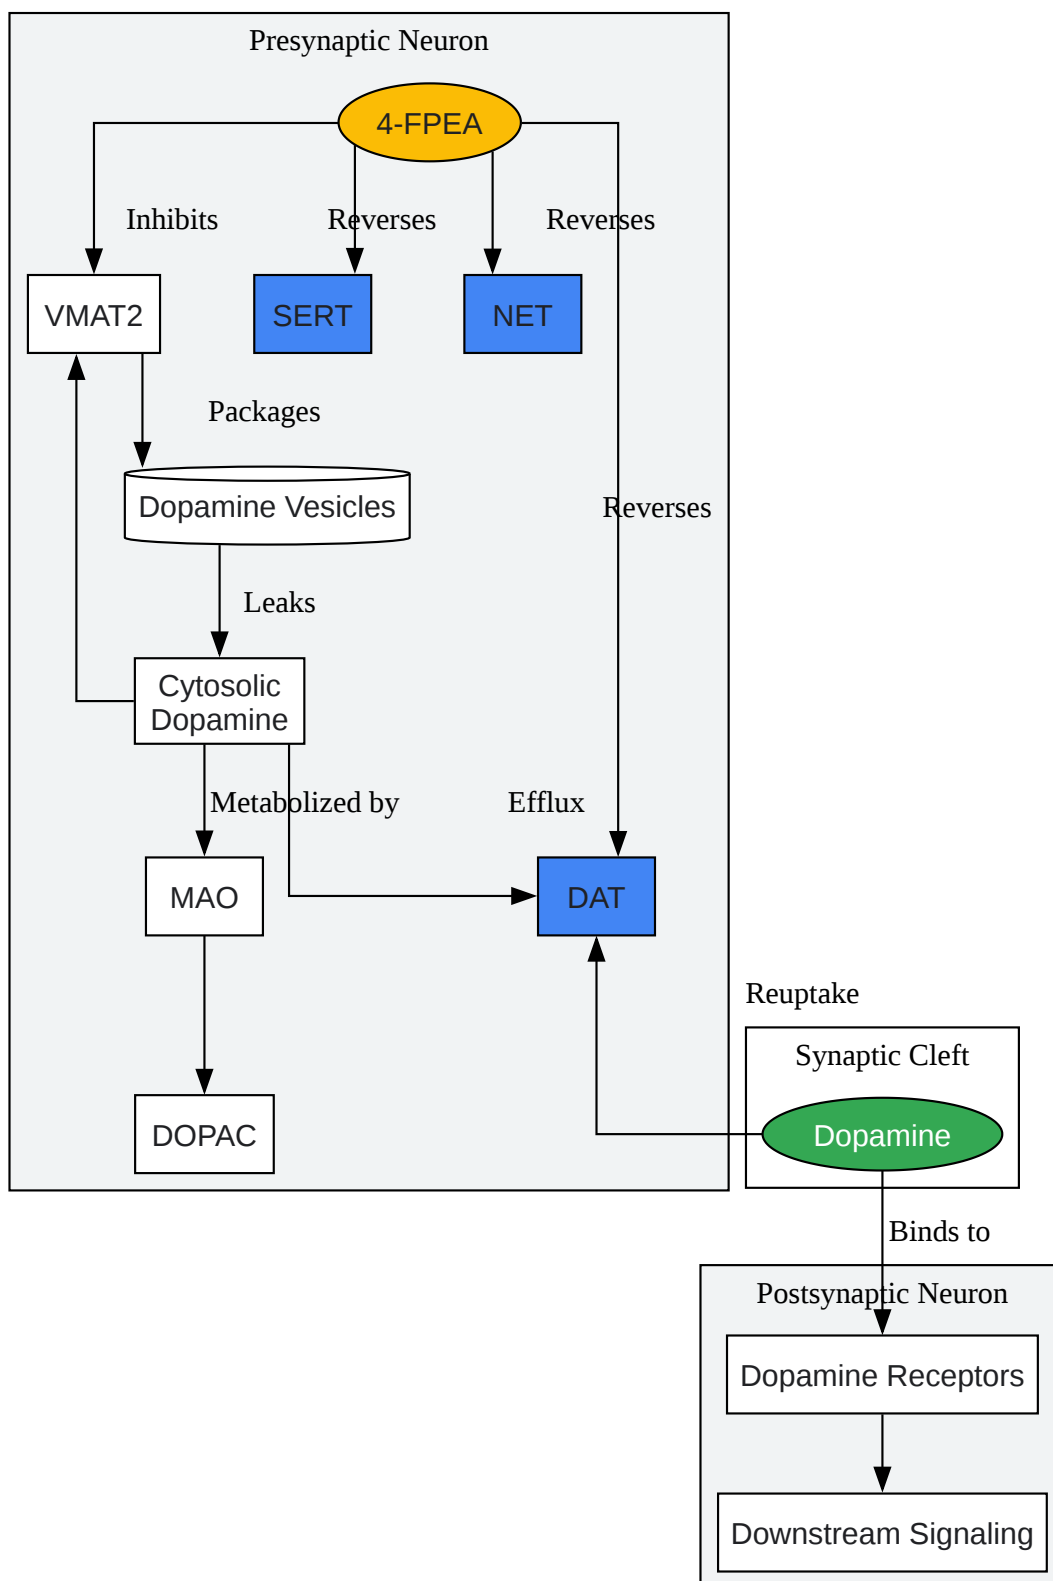 Presynaptic Neuron
4-FPEA
Inhibits
Reverses
Reverses
VMAT2
SERT
NET
Packages
Dopamine Vesicles
Reverses
Leaks
Cytosolic
Dopamine
Metabolized by
Efflux
MAO
DAT
Reuptake
Synaptic Cleft
DOPAC
Dopamine
Binds to
Postsynaptic Neuron
Dopamine Receptors
Downstream Signaling